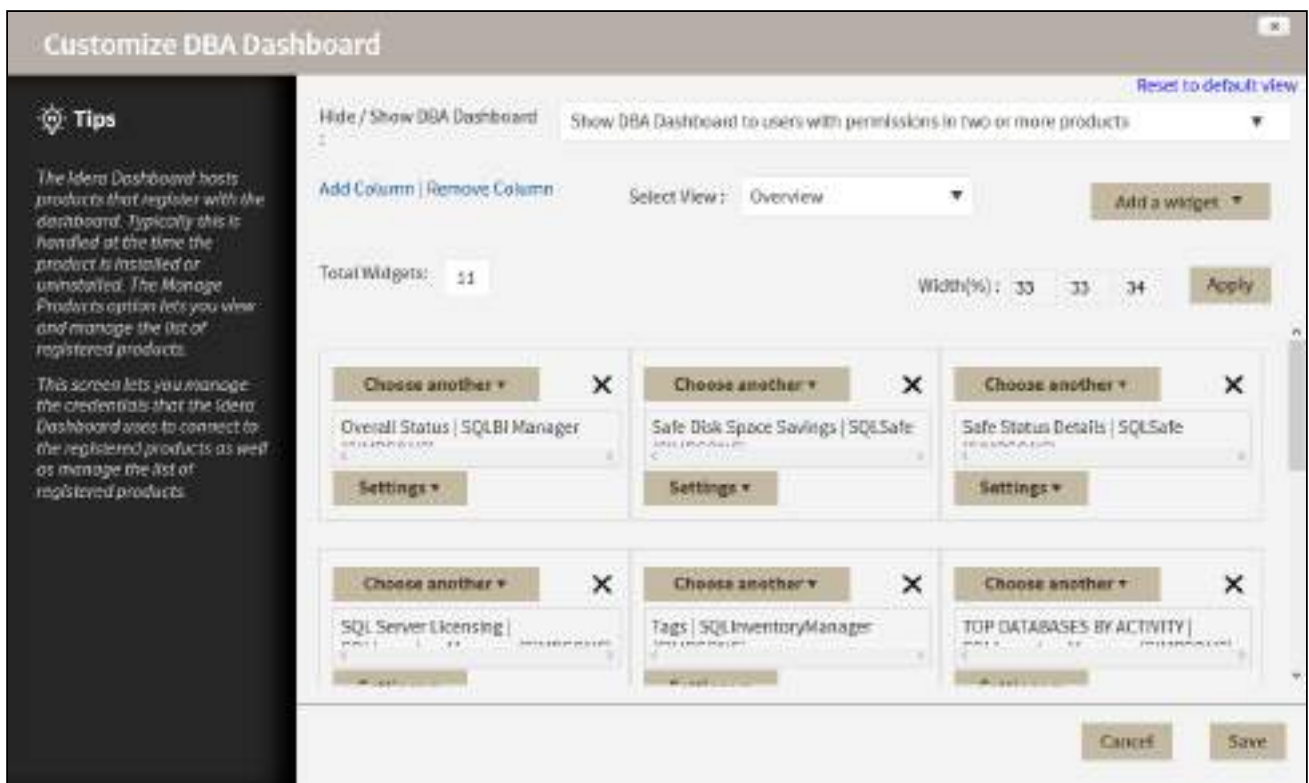 Customize DBA Dashboard
Reset to default view
Tips
The Idera Dashboard hosts
products that register with the
dashboard. Typically this is
handled at the time the
product is installed or
uninstalled. The Manage
Products option lets you view
and manage the list of
registered products.
This screen lets you manage
the credentials that the Idera
Dashboard uses to connect to
the registered products as well
as manage the list of
registered products.
Hide / Show DBA Dashboard
:
Show DBA Dashboard to users with permissions in two or more products
Add Column | Remove Column
Select View : Overview
Add a widget
Total Widgets: 11
Width(%) : 33 33 34 Apply
Choose another Choose another Choose another
Overall Status | SQLBI Manager
Safe Disk Space Savings | SQLSafe
Safe Status Details | SQLSafe
Settings Settings Settings
Choose another Choose another Choose another
SQL Server Licensing |
Tags | SQLInventoryManager
TOP DATABASES BY ACTIVITY |
Cancel Save